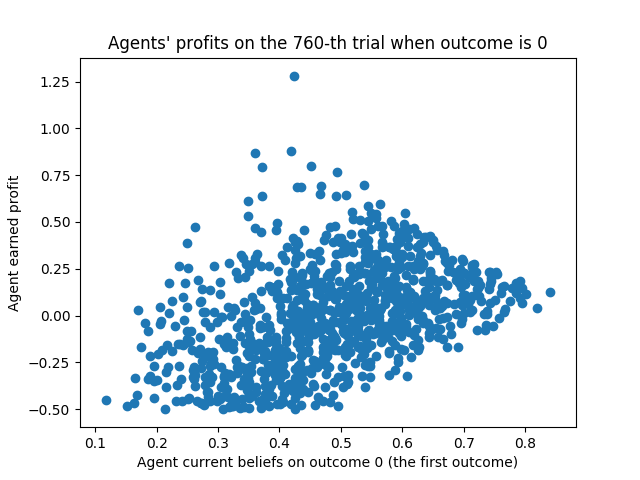 Agents' profits on the 760-th trial when outcome is 0
1.25
1.00
0.75
0.50
0.25
0.00
−0.25
−0.50
Agent earned profit
0.1 0.2 0.3 0.4 0.5 0.6 0.7 0.8
Agent current beliefs on outcome 0 (the first outcome)